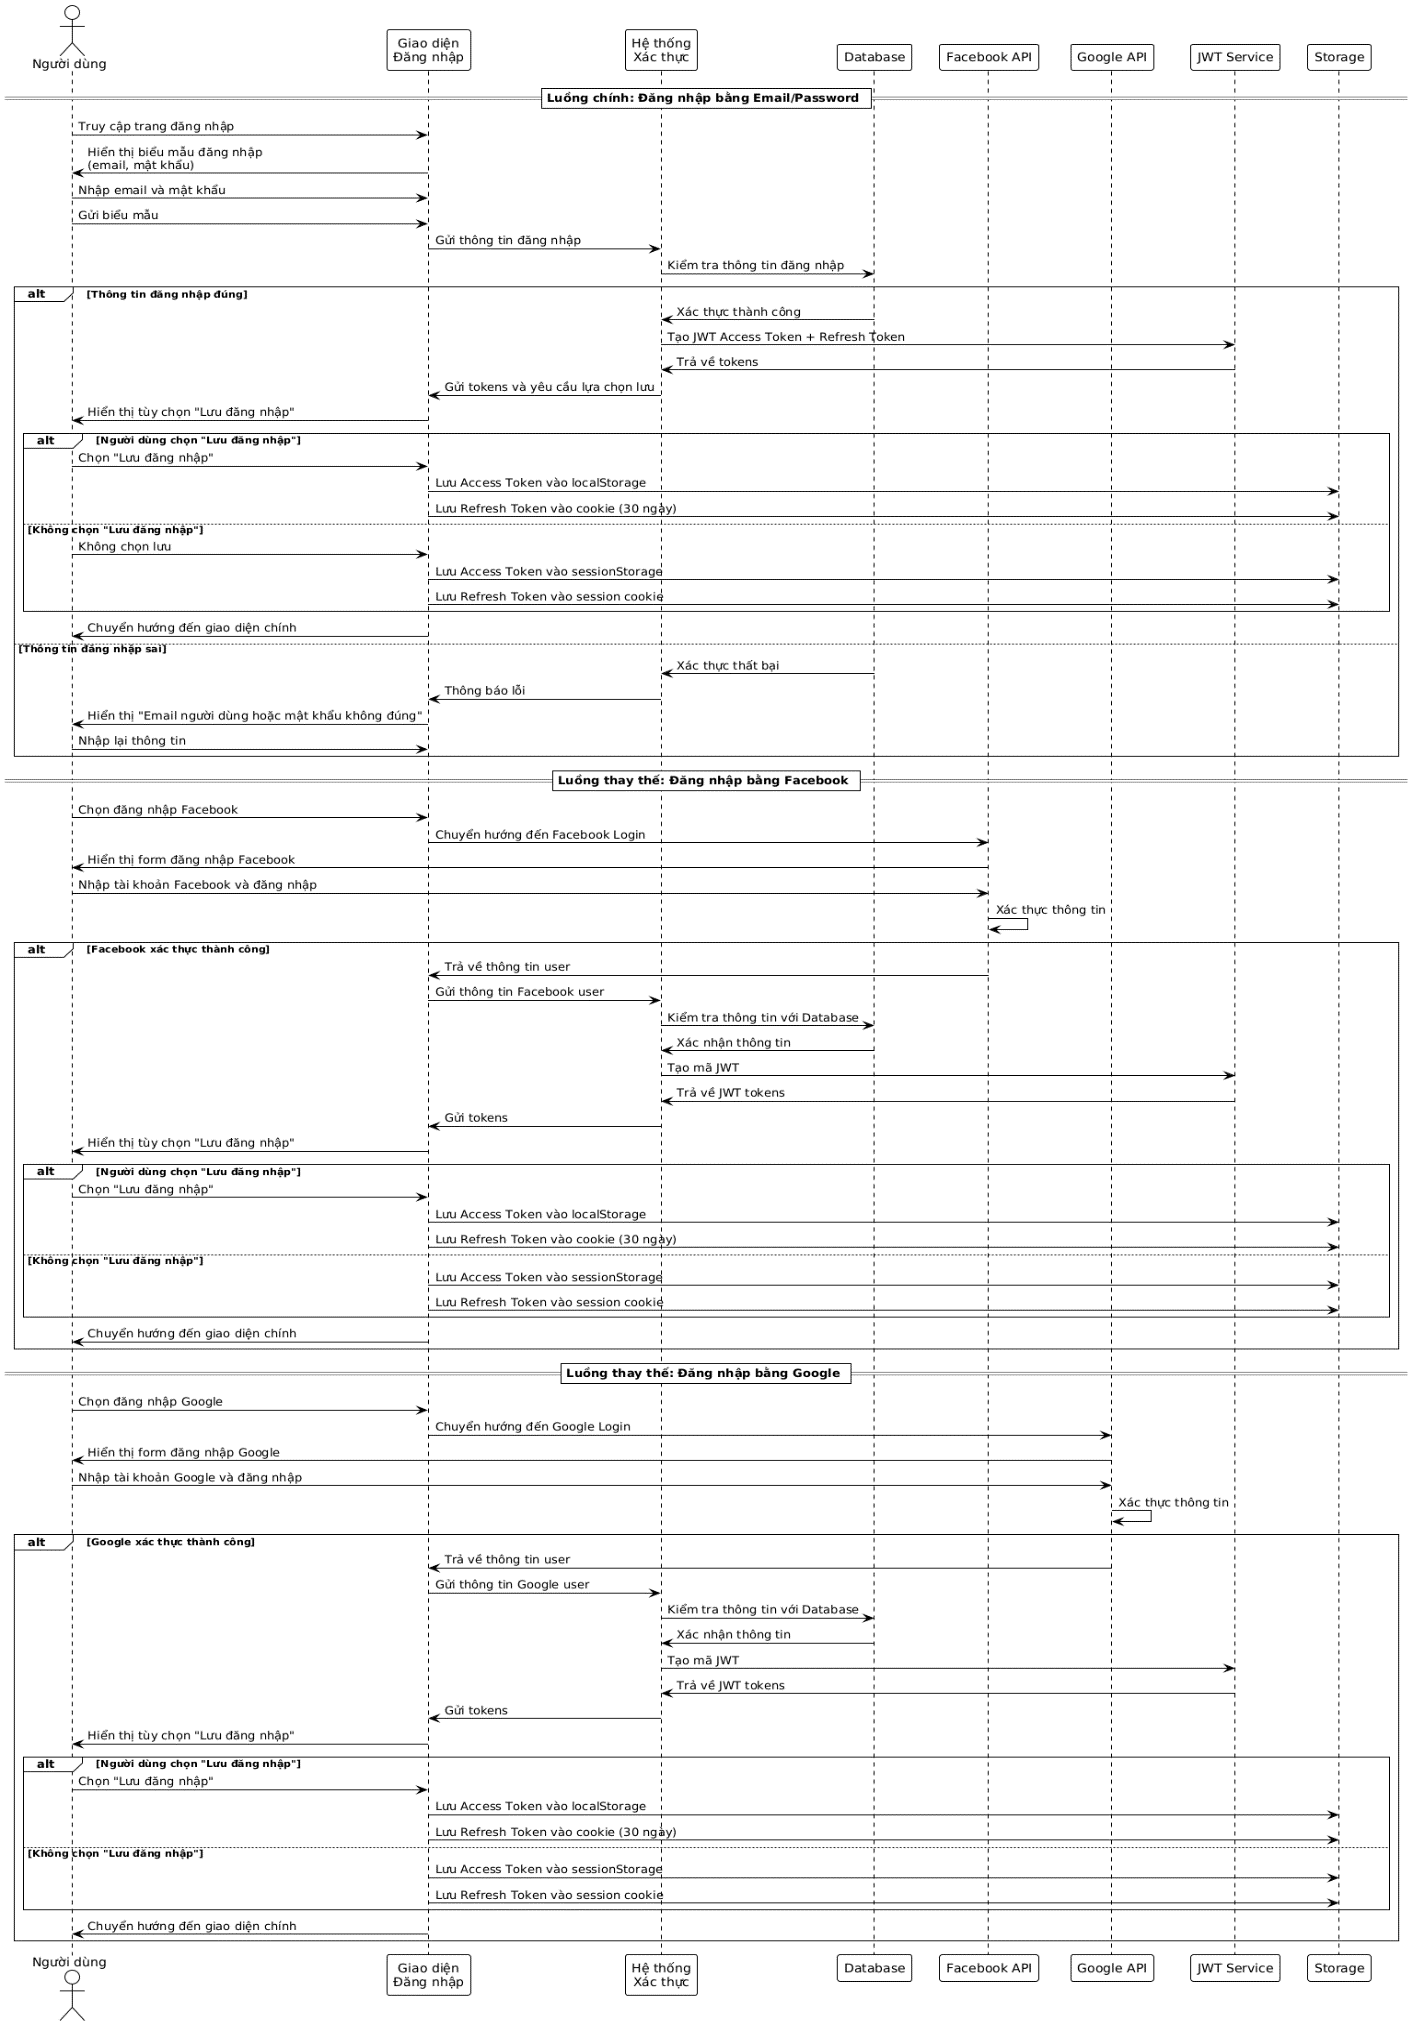 Người dùng
Giao diện
Đăng nhập
Hệ thống
Xác thực
Database
Facebook API
Google API
JWT Service
Storage
Luồng chính: Đăng nhập bằng Email/Password
Truy cập trang đăng nhập
Hiển thị biểu mẫu đăng nhập
(email, mật khẩu)
Nhập email và mật khẩu
Gửi biểu mẫu
Gửi thông tin đăng nhập
Kiểm tra thông tin đăng nhập
alt
[Thông tin đăng nhập đúng]
Xác thực thành công
Tạo JWT Access Token + Refresh Token
Trả về tokens
Gửi tokens và yêu cầu lựa chọn lưu
Hiển thị tùy chọn "Lưu đăng nhập"
alt
[Người dùng chọn "Lưu đăng nhập"]
Chọn "Lưu đăng nhập"
Lưu Access Token vào localStorage
Lưu Refresh Token vào cookie (30 ngày)
[Không chọn "Lưu đăng nhập"]
Không chọn lưu
Lưu Access Token vào sessionStorage
Lưu Refresh Token vào session cookie
Chuyển hướng đến giao diện chính
[Thông tin đăng nhập sai]
Xác thực thất bại
Thông báo lỗi
Hiển thị "Email người dùng hoặc mật khẩu không đúng"
Nhập lại thông tin
Luồng thay thế: Đăng nhập bằng Facebook
Chọn đăng nhập Facebook
Chuyển hướng đến Facebook Login
Hiển thị form đăng nhập Facebook
Nhập tài khoản Facebook và đăng nhập
Xác thực thông tin
alt
[Facebook xác thực thành công]
Trả về thông tin user
Gửi thông tin Facebook user
Kiểm tra thông tin với Database
Xác nhận thông tin
Tạo mã JWT
Trả về JWT tokens
Gửi tokens
Hiển thị tùy chọn "Lưu đăng nhập"
alt
[Người dùng chọn "Lưu đăng nhập"]
Chọn "Lưu đăng nhập"
Lưu Access Token vào localStorage
Lưu Refresh Token vào cookie (30 ngày)
[Không chọn "Lưu đăng nhập"]
Lưu Access Token vào sessionStorage
Lưu Refresh Token vào session cookie
Chuyển hướng đến giao diện chính
Luồng thay thế: Đăng nhập bằng Google
Chọn đăng nhập Google
Chuyển hướng đến Google Login
Hiển thị form đăng nhập Google
Nhập tài khoản Google và đăng nhập
Xác thực thông tin
alt
[Google xác thực thành công]
Trả về thông tin user
Gửi thông tin Google user
Kiểm tra thông tin với Database
Xác nhận thông tin
Tạo mã JWT
Trả về JWT tokens
Gửi tokens
Hiển thị tùy chọn "Lưu đăng nhập"
alt
[Người dùng chọn "Lưu đăng nhập"]
Chọn "Lưu đăng nhập"
Lưu Access Token vào localStorage
Lưu Refresh Token vào cookie (30 ngày)
[Không chọn "Lưu đăng nhập"]
Lưu Access Token vào sessionStorage
Lưu Refresh Token vào session cookie
Chuyển hướng đến giao diện chính
Người dùng
Giao diện
Đăng nhập
Hệ thống
Xác thực
Database
Facebook API
Google API
JWT Service
Storage